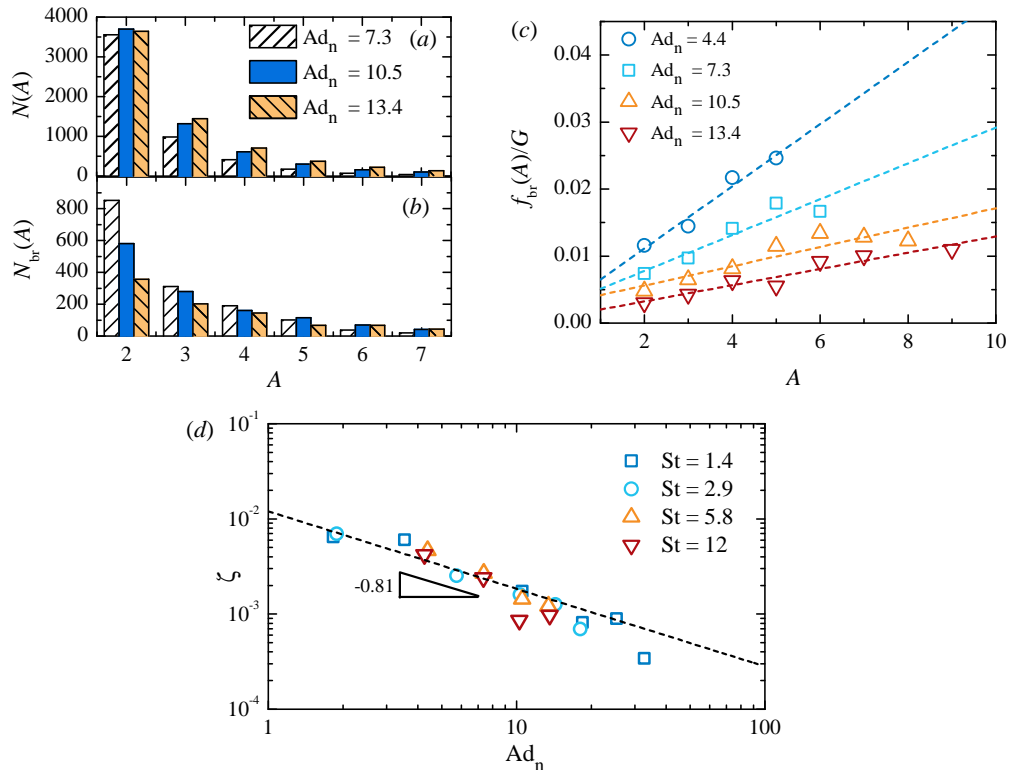 4000
3000
2000
1000
0
N(A)
(a)
Ad_n = 7.3
Ad_n = 10.5
Ad_n = 13.4
800
600
400
200
0
N_br(A)
(b)
2 3 4 5 6 7
A
0.04
0.03
0.02
0.01
0.00
f_br(A)/G
(c)
Ad_n = 4.4
Ad_n = 7.3
Ad_n = 10.5
Ad_n = 13.4
2 4 6 8 10
A
(d)
10^-1
10^-2
10^-3
10^-4
ζ
St = 1.4
St = 2.9
St = 5.8
St = 12
-0.81
1 10 100
Ad_n